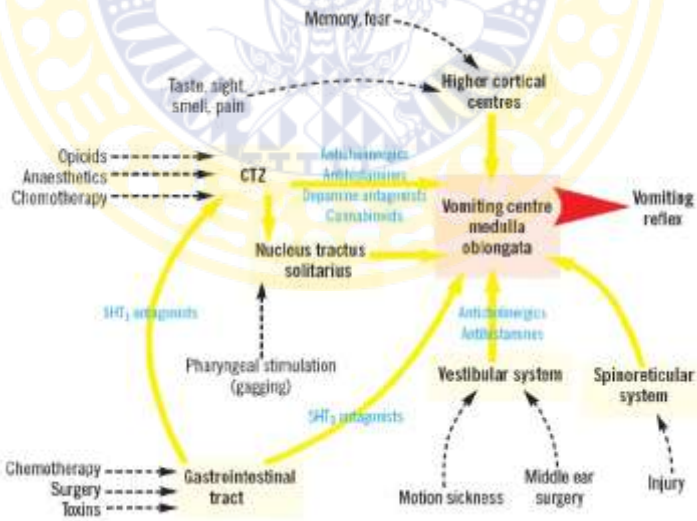 Memory, fear
Taste, sight,
smell, pain
Higher cortical
centres
Opioids
Anaesthetics
Chemotherapy
CTZ
Anticholinergics
Antihistamines
Dopamine antagonists
Cannabinoids
Vomiting centre
medulla
oblongata
Vomiting
reflex
Nucleus tractus
solitarius
5HT₃ antagonists
Anticholinergics
Antihistamines
Pharyngeal stimulation
(gagging)
Vestibular system
Spinoreticular
system
5HT₃ antagonists
Chemotherapy
Surgery
Toxins
Gastrointestinal
tract
Motion sickness
Middle ear
surgery
Injury